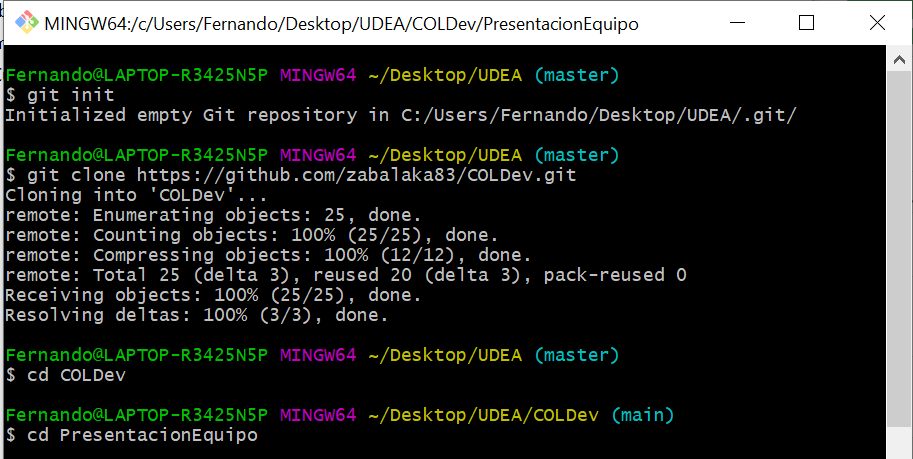 MINGW64:/c/Users/Fernando/Desktop/UDEA/COLDev/PresentacionEquipo
Fernando@LAPTOP-R3425N5P MINGW64 ~/Desktop/UDEA (master)
$ git init
Initialized empty Git repository in C:/Users/Fernando/Desktop/UDEA/.git/
Fernando@LAPTOP-R3425N5P MINGW64 ~/Desktop/UDEA (master)
$ git clone https://github.com/zabalaka83/COLDev.git
Cloning into 'COLDev'...
remote: Enumerating objects: 25, done.
remote: Counting objects: 100% (25/25), done.
remote: Compressing objects: 100% (12/12), done.
remote: Total 25 (delta 3), reused 20 (delta 3), pack-reused 0
Receiving objects: 100% (25/25), done.
Resolving deltas: 100% (3/3), done.
Fernando@LAPTOP-R3425N5P MINGW64 ~/Desktop/UDEA (master)
$ cd COLDev
Fernando@LAPTOP-R3425N5P MINGW64 ~/Desktop/UDEA/COLDev (main)
$ cd PresentacionEquipo